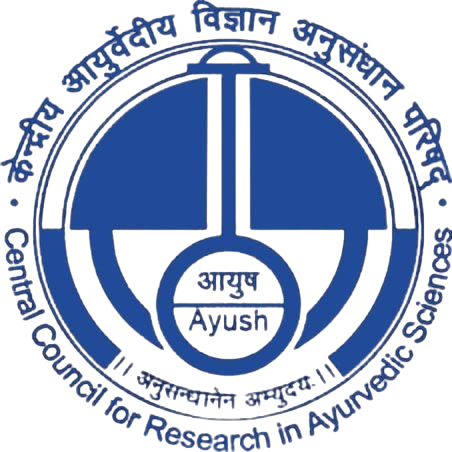 केन्द्रीय आयुर्वेदीय विज्ञान अनुसंधान परिषद्
आयुष
Ayush
।। अनुसन्धानेन अभ्युदयः ।।
Central Council for Research in Ayurvedic Sciences